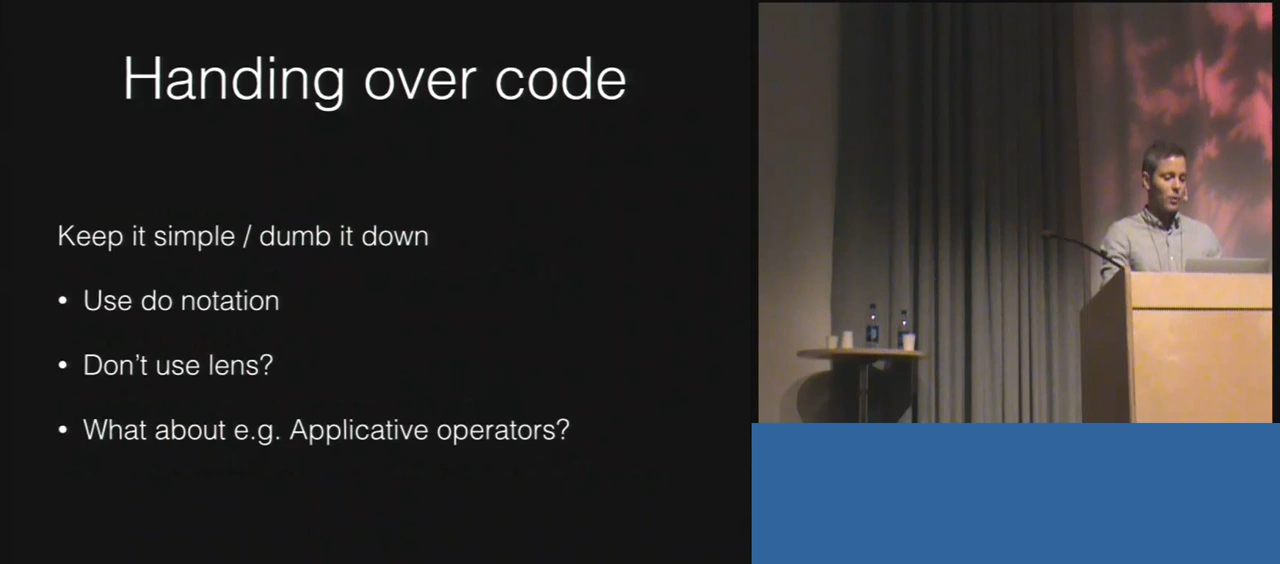 Handing over code
Keep it simple / dumb it down
• Use do notation
• Don't use lens?
• What about e.g. Applicative operators?